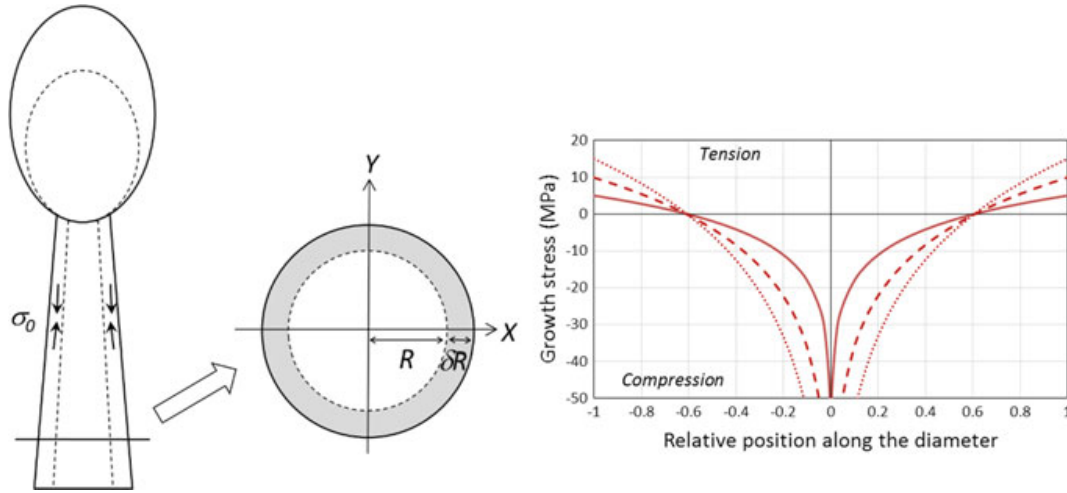 σ₀
Y
X
R
δR
Growth stress (MPa)
20
10
0
-10
-20
-30
-40
-50
Tension
Compression
-1
-0.8
-0.6
-0.4
-0.2
0
0.2
0.4
0.6
0.8
1
Relative position along the diameter